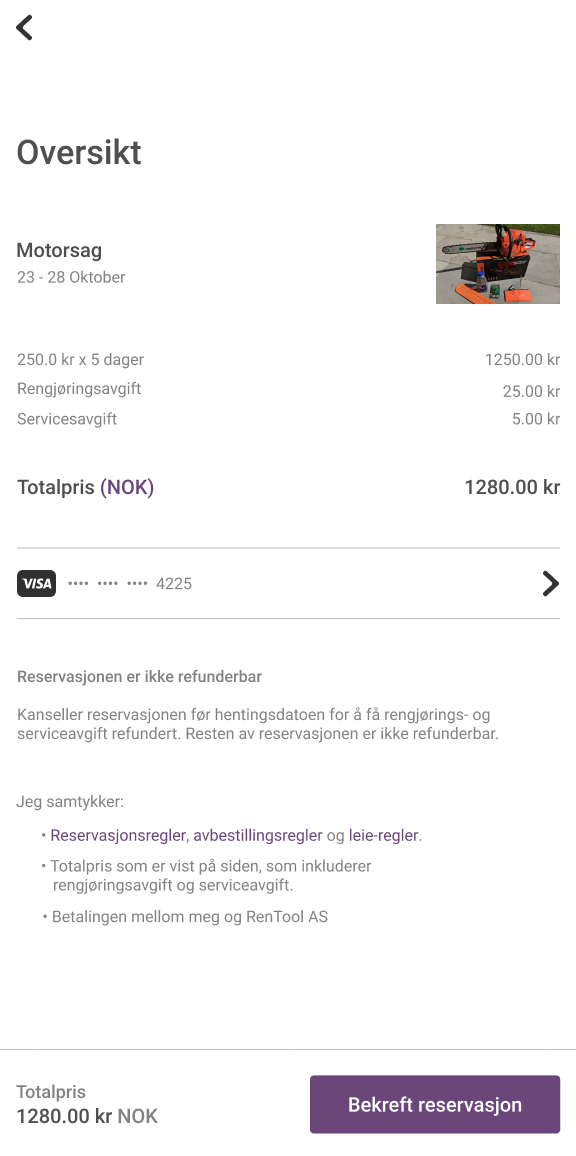 Oversikt
Motorsag
23 - 28 Oktober
250.0 kr x 5 dager 1250.00 kr
Rengjøringsavgift 25.00 kr
Servicesavgift 5.00 kr
Totalpris (NOK) 1280.00 kr
VISA •••• •••• •••• 4225
Reservasjonen er ikke refunderbar
Kanseller reservasjonen før hentingsdatoen for å få rengjørings- og
serviceavgift refundert. Resten av reservasjonen er ikke refunderbar.
Jeg samtykker:
• Reservasjonsregler, avbestillingsregler og leie-regler.
• Totalpris som er vist på siden, som inkluderer
rengjøringsavgift og serviceavgift.
• Betalingen mellom meg og RenTool AS
Totalpris
1280.00 kr NOK
Bekreft reservasjon